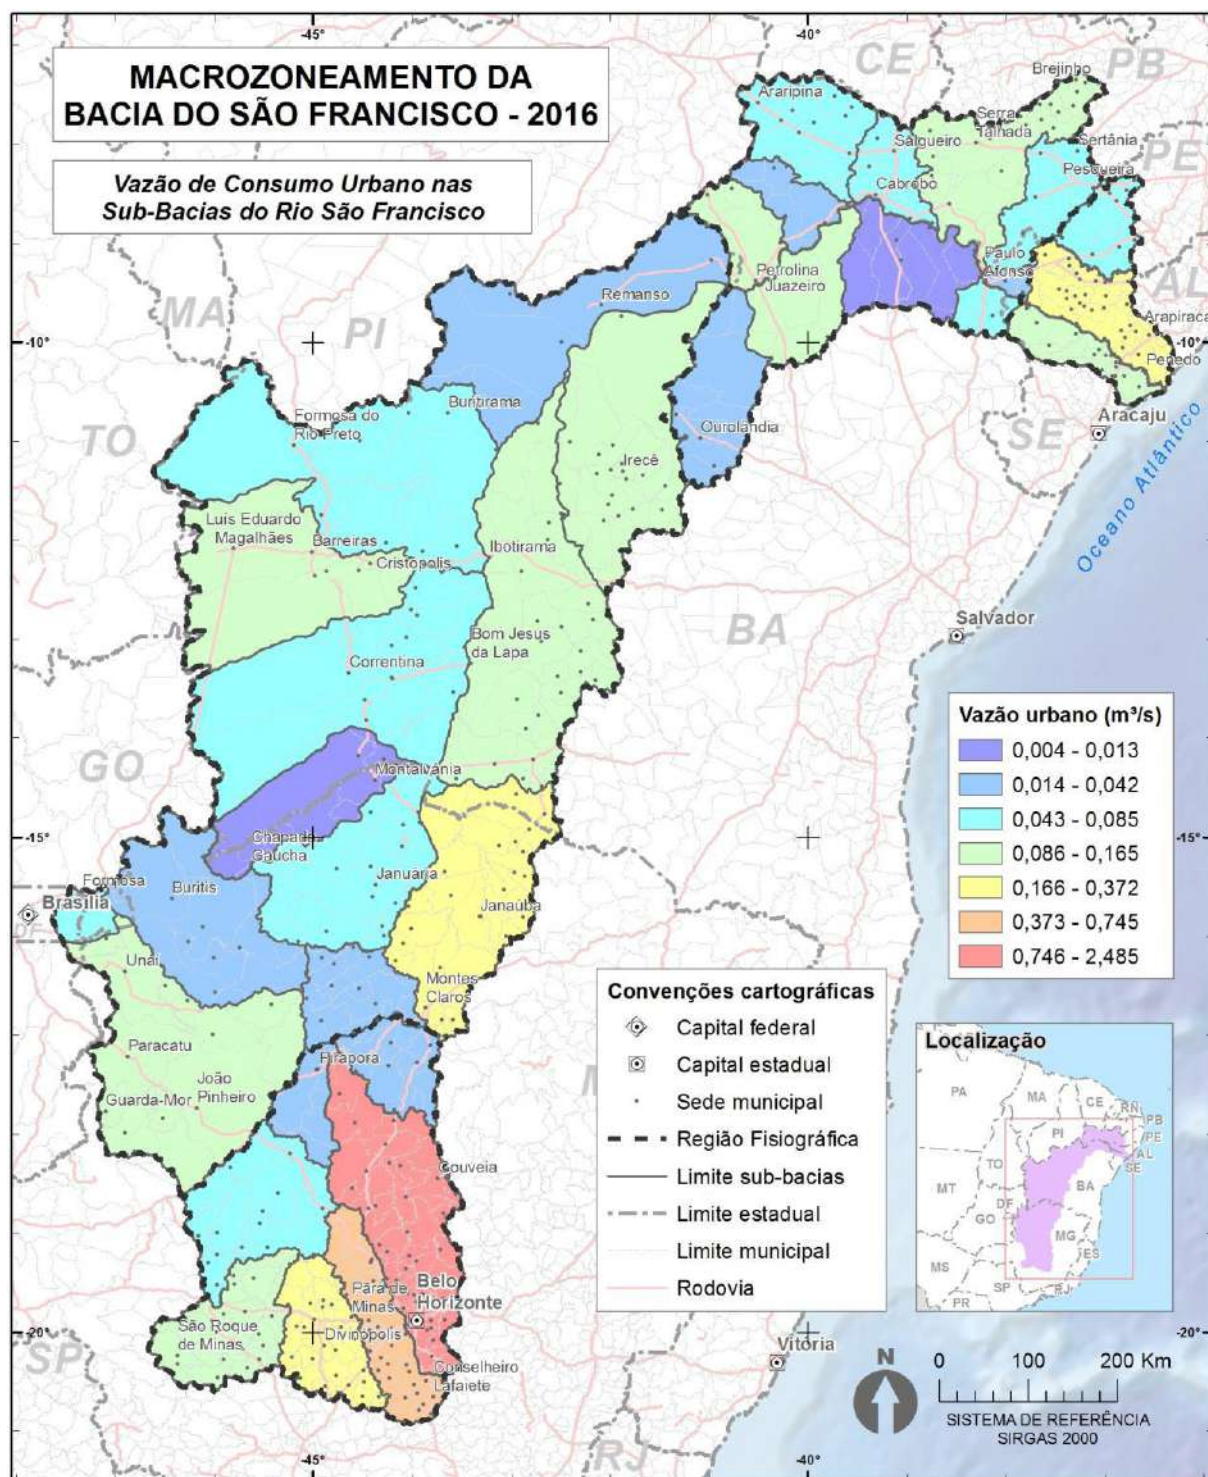 -45°
-40°
MACROZONEAMENTO DA
BACIA DO SÃO FRANCISCO - 2016
Vazão de Consumo Urbano nas
Sub-Bacias do Rio São Francisco
CE
PB
Brejinho
Araripina
Serra
Talhada
Salgueiro
Sertânia
PE
Pesqueira
Cabrobó
MA
PI
Remanso
Petrolina
Juazeiro
Paulo
Afonso
AL
Arapiraca
-10°
-10°
Penedo
TO
Formosa do
Rio Preto
Buritirama
Ourolândia
SE
Aracaju
Oceano Atlântico
Irecê
Luís Eduardo
Magalhães
Barreiras
Cristopolis
Ibotirama
BA
Salvador
Correntina
Bom Jesus
da Lapa
GO
Montalvânia
Vazão urbano (m³/s)
0,004 - 0,013
0,014 - 0,042
0,043 - 0,085
0,086 - 0,165
0,166 - 0,372
0,373 - 0,745
0,746 - 2,485
-15°
-15°
Chapada
Gaúcha
Formosa
Buritis
Januária
Janaúba
Brasília
DF
Unaí
Montes
Claros
Convenções cartográficas
Capital federal
Capital estadual
Sede municipal
Região Fisiográfica
Limite sub-bacias
Limite estadual
Limite municipal
Rodovia
Paracatu
Pirapora
João
Pinheiro
Guarda-Mor
Gouveia
Localização
PA
MA
CE
RN
PB
PI
PE
AL
SE
TO
BA
MT
DF
GO
MG
ES
MS
SP
RJ
PR
Pará de
Minas
Belo
Horizonte
São Roque
de Minas
Divinópolis
-20°
-20°
SP
Conselheiro
Lafaiete
Vitória
N
0 100 200 Km
SISTEMA DE REFERÊNCIA
SIRGAS 2000
RJ
-45°
-40°